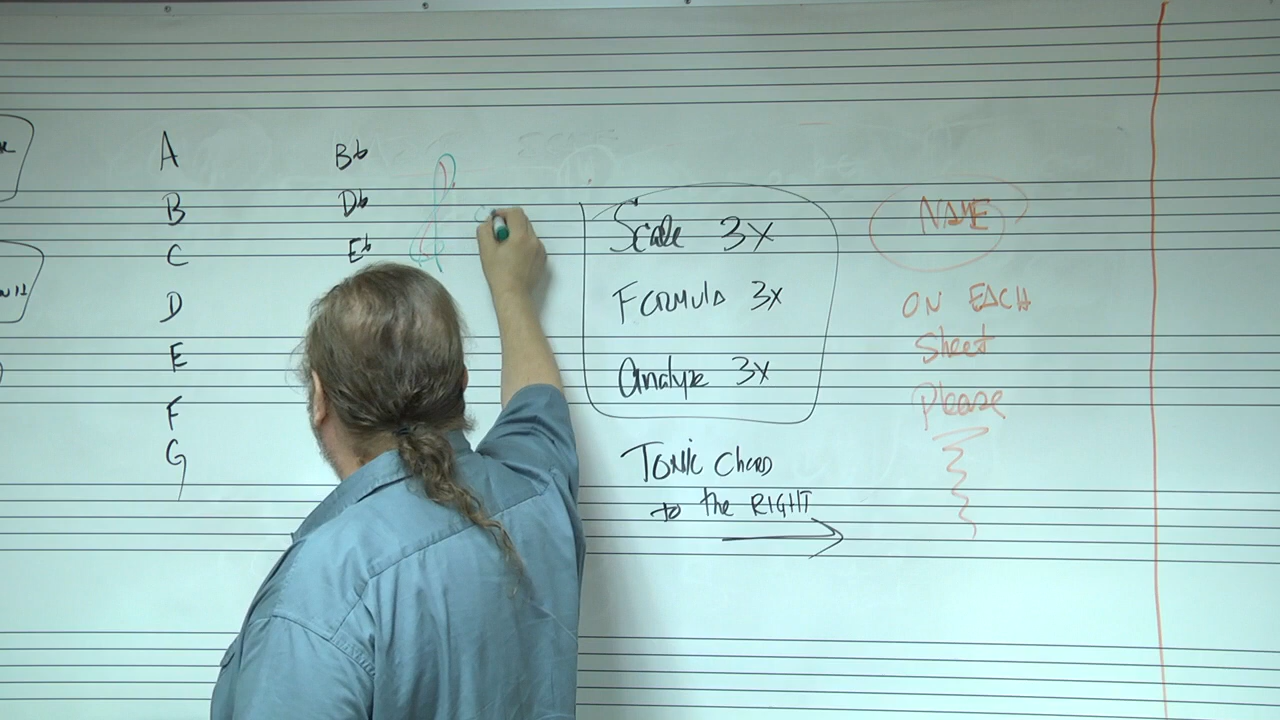 A
B
C
D
E
F
G
Bb
Db
Eb
Scale 3X
Formula 3X
Analyze 3X
Tonic Chord
to the RIGHT
NAME
ON EACH
Sheet
Please